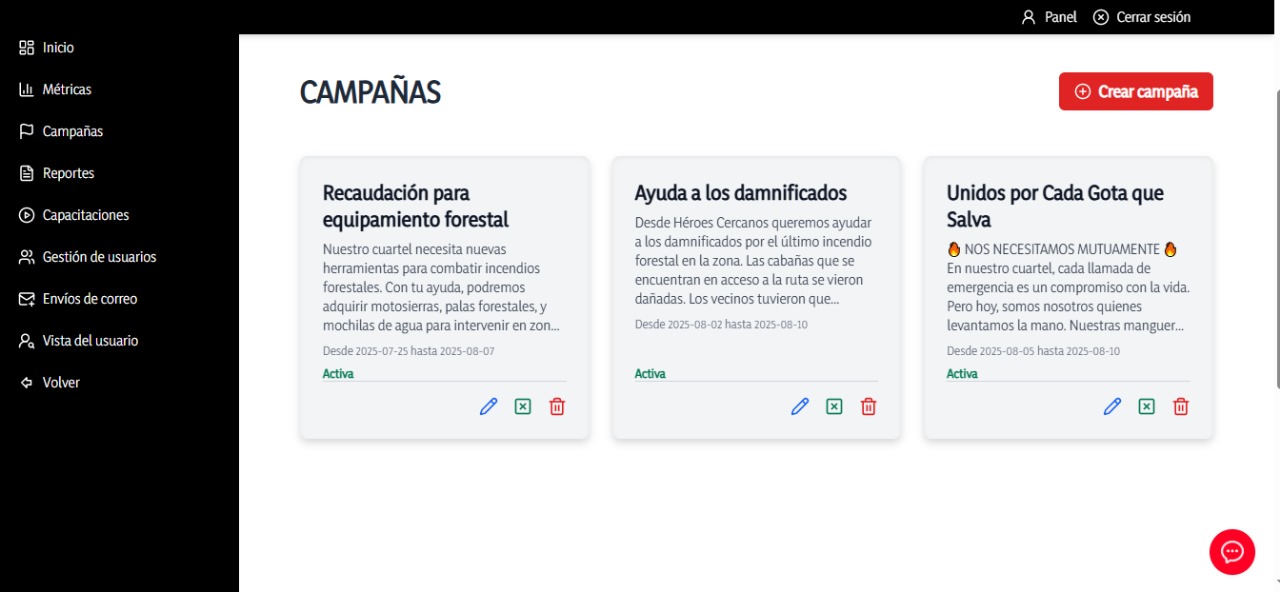 Panel
Cerrar sesión
Inicio
Métricas
Campañas
Reportes
Capacitaciones
Gestión de usuarios
Envíos de correo
Vista del usuario
Volver
CAMPAÑAS
Crear campaña
Recaudación para
equipamiento forestal
Nuestro cuartel necesita nuevas
herramientas para combatir incendios
forestales. Con tu ayuda, podremos
adquirir motosierras, palas forestales, y
mochilas de agua para intervenir en zon...
Desde 2025-07-25 hasta 2025-08-07
Activa
Ayuda a los damnificados
Desde Héroes Cercanos queremos ayudar
a los damnificados por el último incendio
forestal en la zona. Las cabañas que se
encuentran en acceso a la ruta se vieron
dañadas. Los vecinos tuvieron que...
Desde 2025-08-02 hasta 2025-08-10
Activa
Unidos por Cada Gota que
Salva
🔥 NOS NECESITAMOS MUTUAMENTE 🔥
En nuestro cuartel, cada llamada de
emergencia es un compromiso con la vida.
Pero hoy, somos nosotros quienes
levantamos la mano. Nuestras manguer...
Desde 2025-08-05 hasta 2025-08-10
Activa